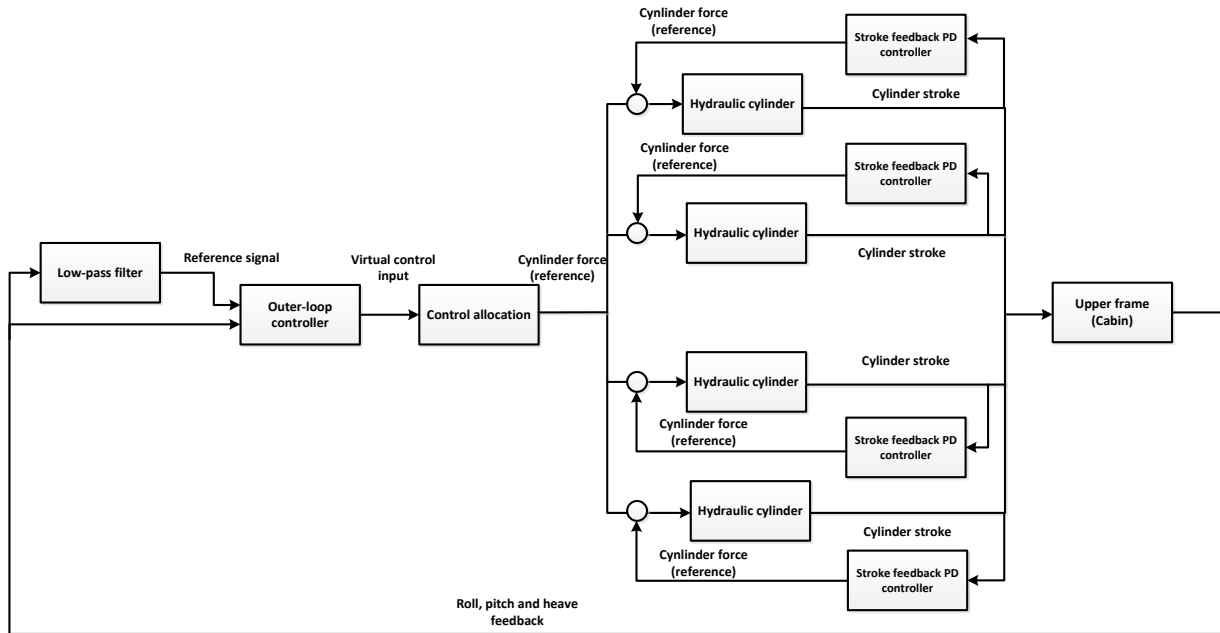 Cynlinder force
(reference)
Stroke feedback PD
controller
Hydraulic cylinder
Cylinder stroke
Cynlinder force
(reference)
Stroke feedback PD
controller
Hydraulic cylinder
Cylinder stroke
Low-pass filter
Reference signal
Outer-loop
controller
Virtual control
input
Control allocation
Cynlinder force
(reference)
Upper frame
(Cabin)
Hydraulic cylinder
Cylinder stroke
Cynlinder force
(reference)
Stroke feedback PD
controller
Hydraulic cylinder
Cylinder stroke
Cynlinder force
(reference)
Stroke feedback PD
controller
Roll, pitch and heave
feedback